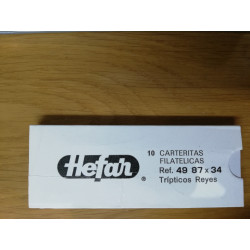 Hefar ®
10 CARTERITAS
FILATELICAS
Ref. 49 87 x 34
Trípticos Reyes